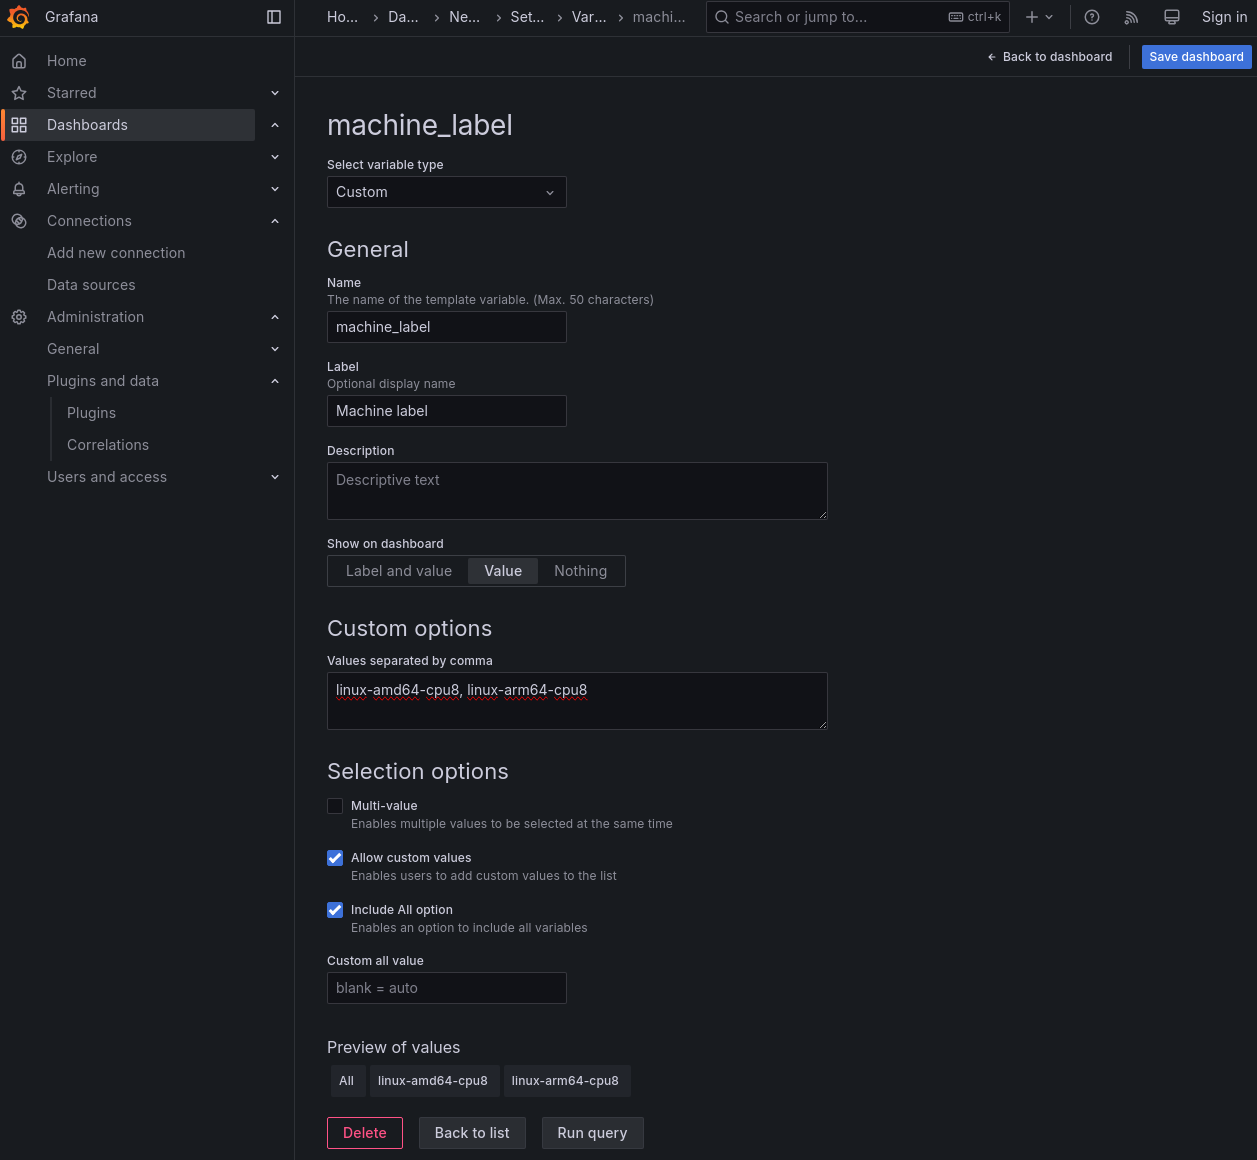 Grafana
Ho... > Da... > Ne... > Set... > Var... > machi...
Search or jump to... ctrl+k
Sign in
Back to dashboard
Save dashboard
Home
Starred
Dashboards
Explore
Alerting
Connections
Add new connection
Data sources
Administration
General
Plugins and data
Plugins
Correlations
Users and access
machine_label
Select variable type
Custom
General
Name
The name of the template variable. (Max. 50 characters)
machine_label
Label
Optional display name
Machine label
Description
Descriptive text
Show on dashboard
Label and value Value Nothing
Custom options
Values separated by comma
linux-amd64-cpu8, linux-arm64-cpu8
Selection options
Multi-value
Enables multiple values to be selected at the same time
Allow custom values
Enables users to add custom values to the list
Include All option
Enables an option to include all variables
Custom all value
blank = auto
Preview of values
All linux-amd64-cpu8 linux-arm64-cpu8
Delete Back to list Run query